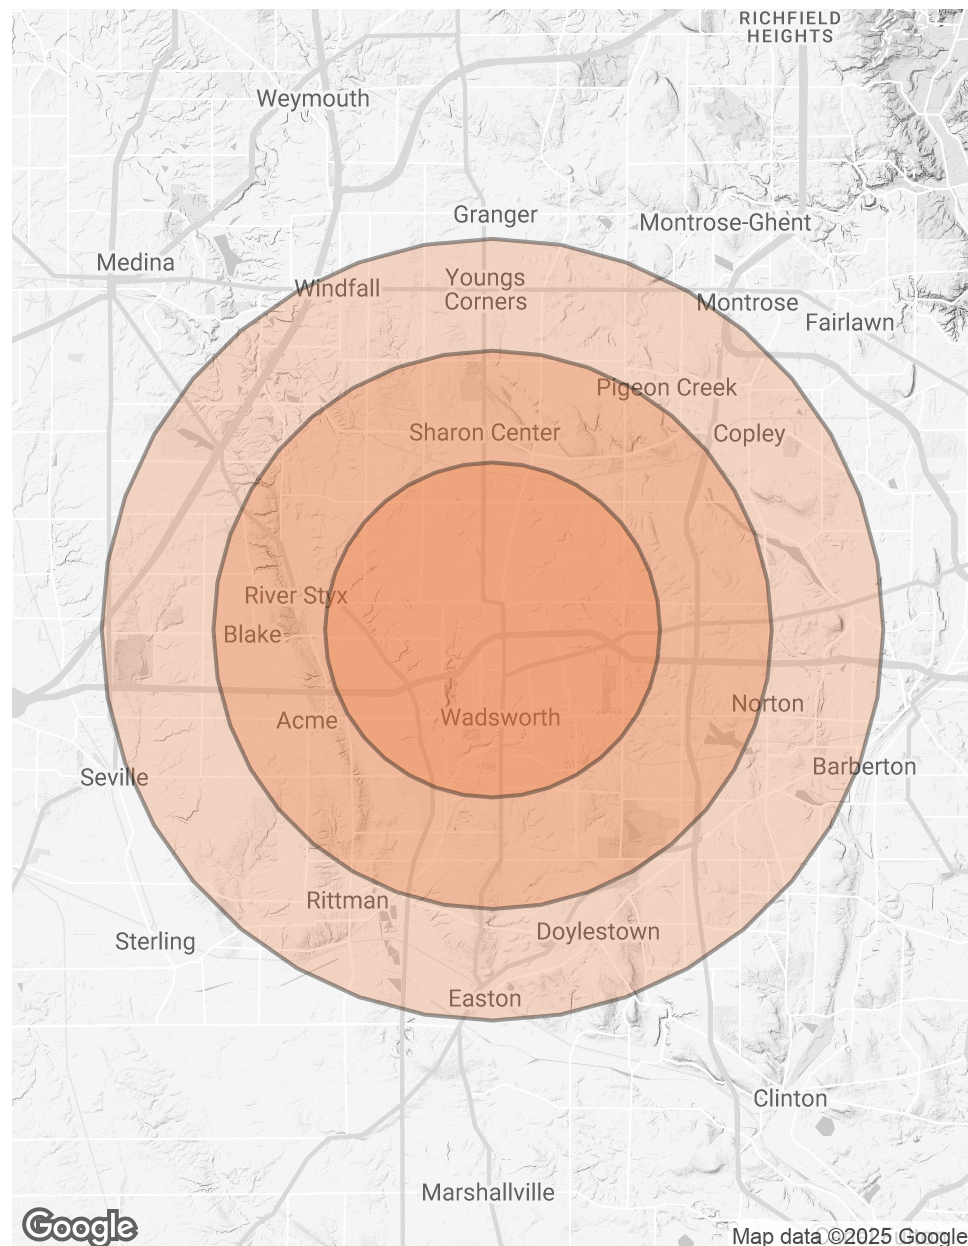 RICHFIELD
HEIGHTS
Weymouth
Granger
Montrose-Ghent
Medina
Windfall
Youngs
Corners
Montrose
Fairlawn
Pigeon Creek
Sharon Center
Copley
River Styx
Blake
Acme
Wadsworth
Norton
Seville
Barberton
Rittman
Sterling
Doylestown
Easton
Clinton
Marshallville
Google
Map data ©2025 Google